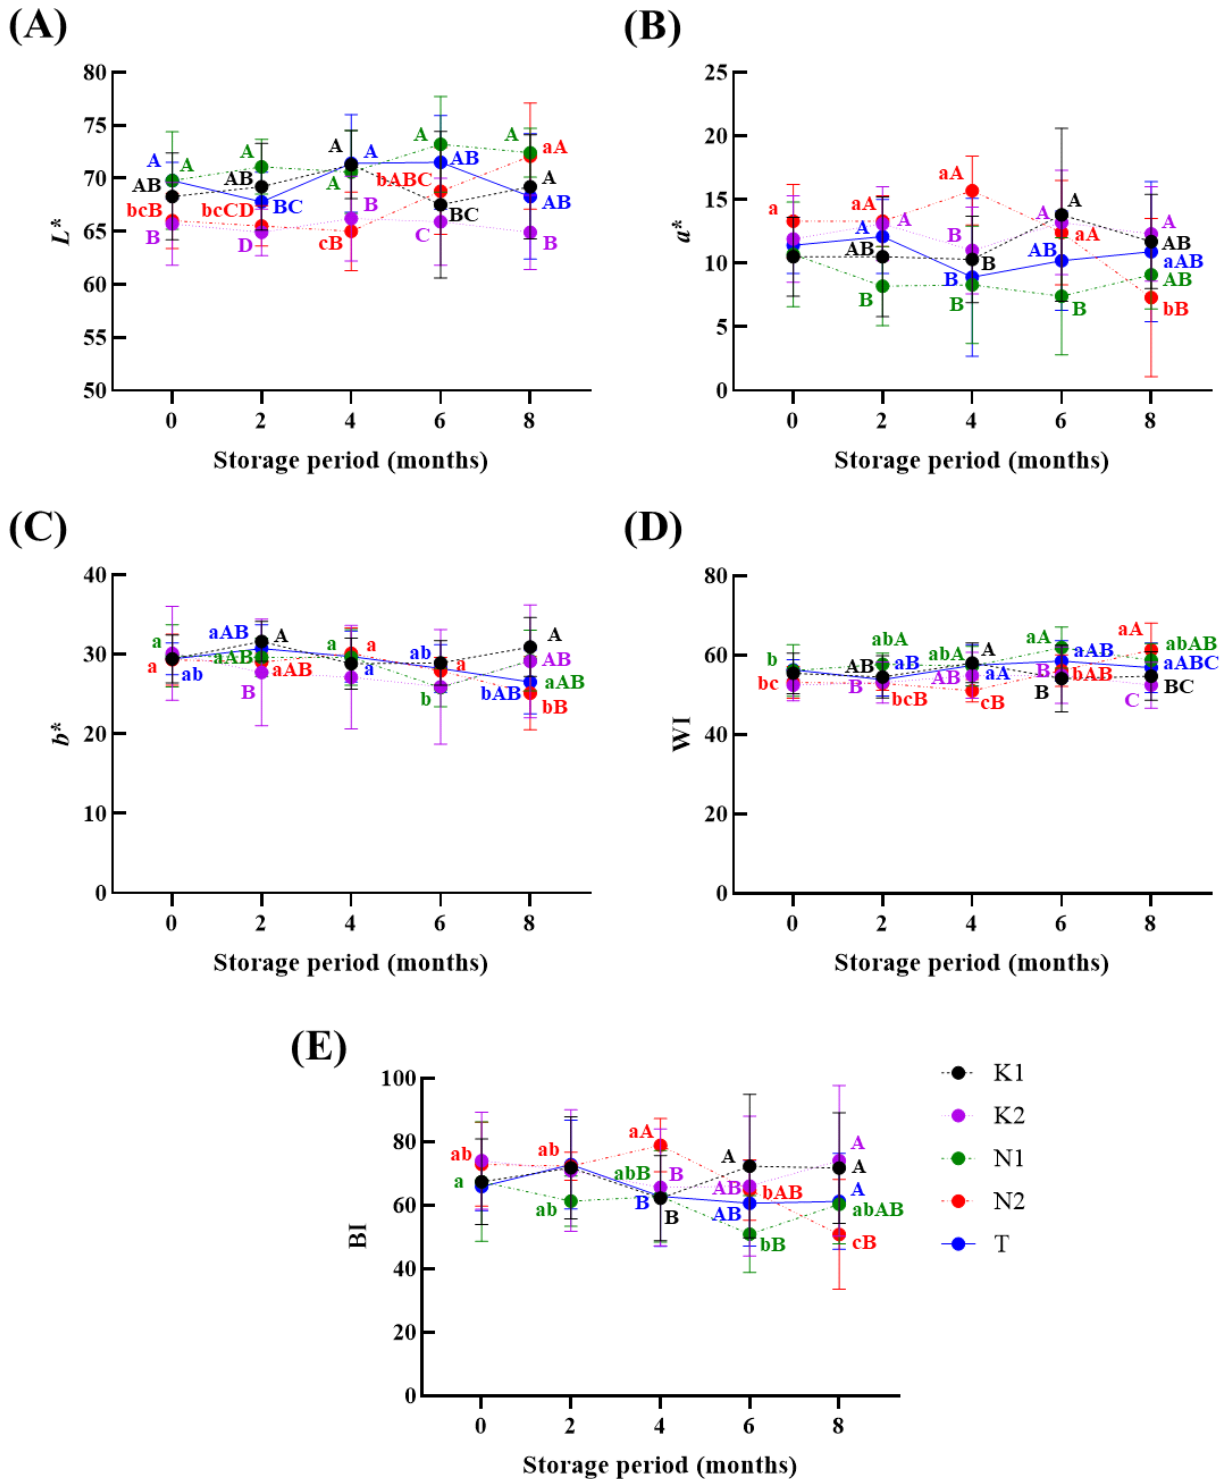 (A)
L*
80
75
70
65
60
55
50
A
A
AB
bcB
B
A
AB
bcCD
BC
D
A
A
A
B
cB
A
AB
bABC
BC
C
A
aA
A
AB
B
0 2 4 6 8
Storage period (months)
(B)
a*
25
20
15
10
5
0
a
aA
A
A
AB
B
aA
B
B
B
B
A
A
aA
AB
B
A
AB
aAB
AB
bB
0 2 4 6 8
Storage period (months)
(C)
b*
40
30
20
10
0
a
a
ab
aAB
A
aAB
aAB
B
a
a
a
ab
a
b
A
AB
aAB
bAB
bB
0 2 4 6 8
Storage period (months)
(D)
WI
80
60
40
20
0
b
bc
abA
AB
aB
B
bcB
A
abA
AB
aA
cB
aA
aAB
B
bAB
B
aA
abAB
aABC
BC
C
0 2 4 6 8
Storage period (months)
(E)
BI
100
80
60
40
20
0
ab
a
ab
ab
aA
abB
B
B
B
A
AB
bAB
AB
bB
A
A
A
abAB
cB
0 2 4 6 8
Storage period (months)
K1
K2
N1
N2
T